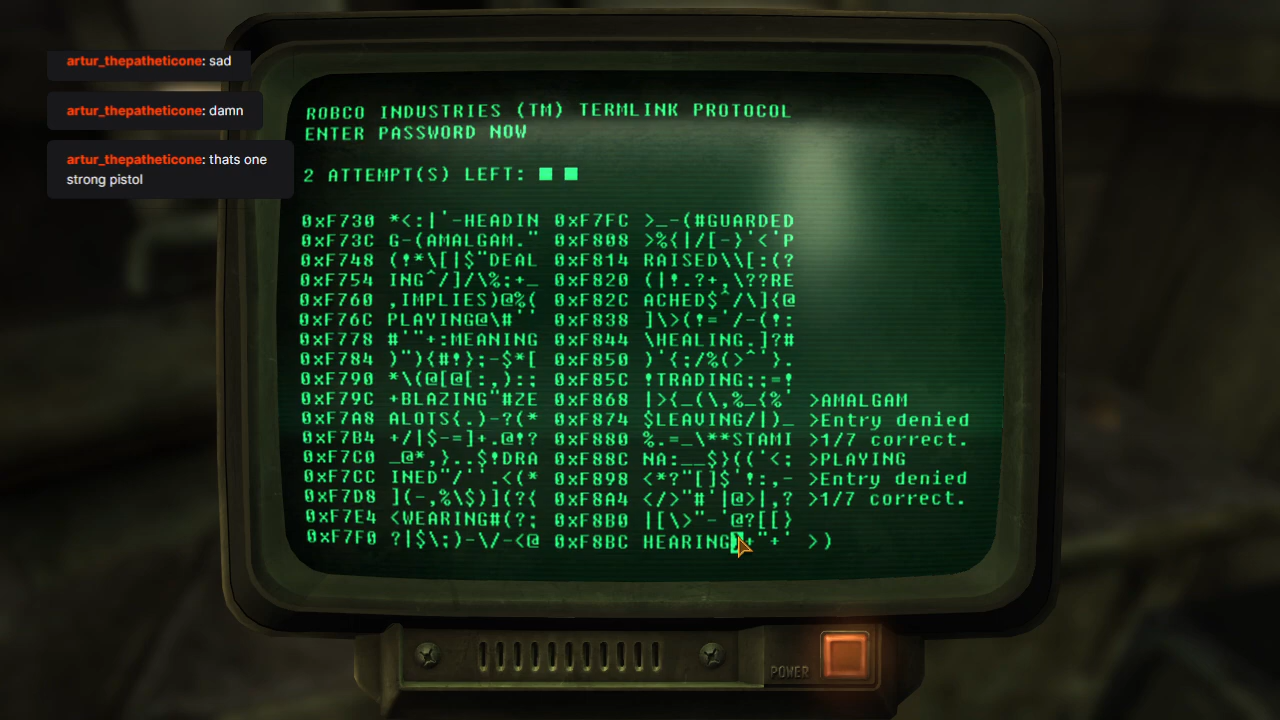 artur_thepatheticone: sad
artur_thepatheticone: damn
artur_thepatheticone: thats one
strong pistol
ROBCO INDUSTRIES (TM) TERMLINK PROTOCOL
ENTER PASSWORD NOW
2 ATTEMPT(S) LEFT: ■ ■
0xF730 *<:|'-HEADIN 0xF7FC >_-(#GUARDED
0xF73C G-(AMALGAM." 0xF808 >%{|/[-}'<'P
0xF748 (!*\[|$"DEAL 0xF814 RAISED\\[:(?
0xF754 ING^/]/\%;+_ 0xF820 (|!.?+,\??RE
0xF760 ,IMPLIES)@%( 0xF82C ACHED$^/\]{@
0xF76C PLAYING@\#'' 0xF838 ]\>(!='/-(!:
0xF778 #'"+:MEANING 0xF844 \HEALING.]?#
0xF784 )"){#!};-$*[ 0xF850 )'{;/%(>^'}.
0xF790 *\(@[@[:,):; 0xF85C !TRADING;:=!
0xF79C +BLAZING"#ZE 0xF868 |>{_(\,%_{%' >AMALGAM
0xF7A8 ALOTS{.)-?(* 0xF874 $LEAVING/|)_ >Entry denied
0xF7B4 +/|$-=]+.@!? 0xF880 %.=_\**STAMI >1/7 correct.
0xF7C0 _@*,}..$!DRA 0xF88C NA:__$}(('<; >PLAYING
0xF7CC INED"/''.<(* 0xF898 <*?"[]$'!:,- >Entry denied
0xF7D8 ](-,%\$)](?{ 0xF8A4 </>"#'|@>|,? >1/7 correct.
0xF7E4 <WEARING#(?; 0xF8B0 |[\>"-'@?[[}
0xF7F0 ?|$\;)-\/-<@ 0xF8BC HEARING)+"+' >)
POWER